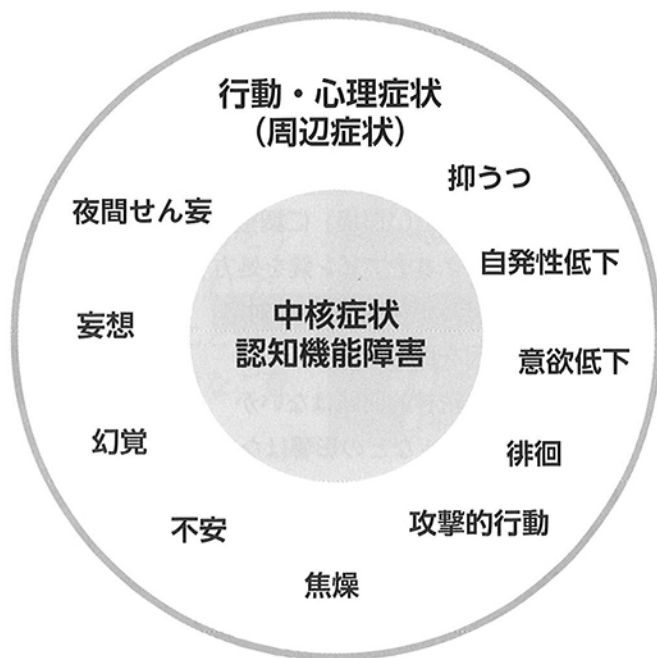 行動・心理症状
（周辺症状）
抑うつ
夜間せん妄
自発性低下
中核症状
認知機能障害
妄想
意欲低下
幻覚
徘徊
不安
攻撃的行動
焦燥